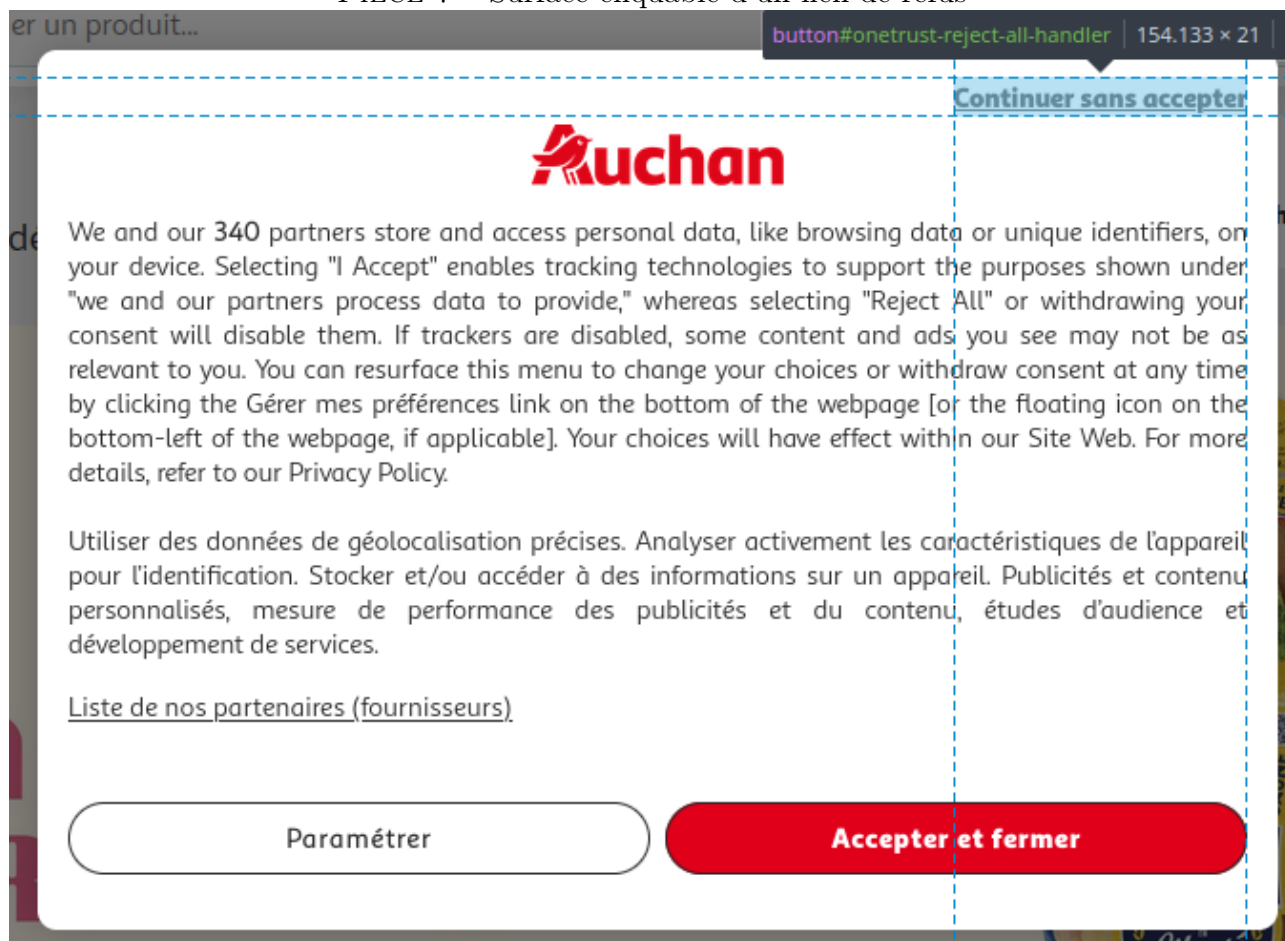 er un produit...
button#onetrust-reject-all-handler 154.133 × 21
Continuer sans accepter
Auchan
dé
We and our 340 partners store and access personal data, like browsing data or unique identifiers, on
your device. Selecting "I Accept" enables tracking technologies to support the purposes shown under
"we and our partners process data to provide," whereas selecting "Reject All" or withdrawing your
consent will disable them. If trackers are disabled, some content and ads you see may not be as
relevant to you. You can resurface this menu to change your choices or withdraw consent at any time
by clicking the Gérer mes préférences link on the bottom of the webpage [or the floating icon on the
bottom-left of the webpage, if applicable]. Your choices will have effect within our Site Web. For more
details, refer to our Privacy Policy.
Utiliser des données de géolocalisation précises. Analyser activement les caractéristiques de l'appareil
pour l'identification. Stocker et/ou accéder à des informations sur un appareil. Publicités et contenu
personnalisés, mesure de performance des publicités et du contenu, études d'audience et
développement de services.
Liste de nos partenaires (fournisseurs)
Paramétrer
Accepter et fermer